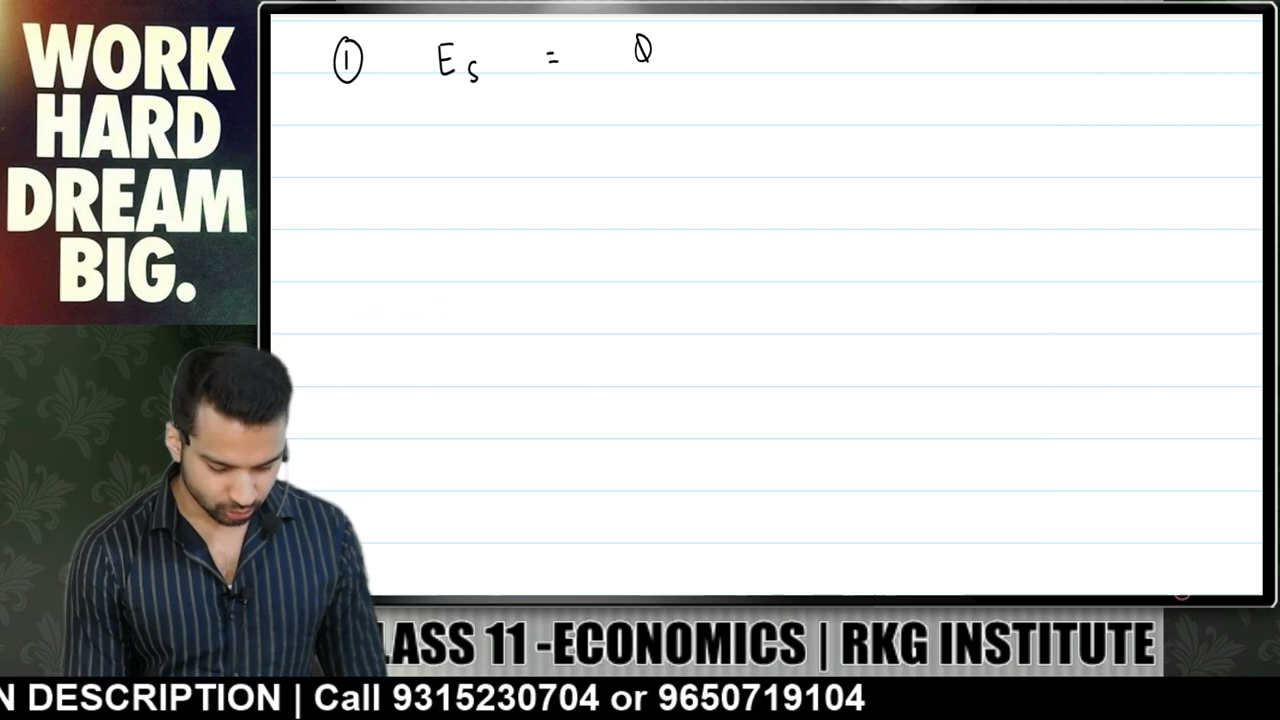 WORK
HARD
DREAM
BIG.
① Es = 0
LASS 11 -ECONOMICS | RKG INSTITUTE
N DESCRIPTION | Call 9315230704 or 9650719104